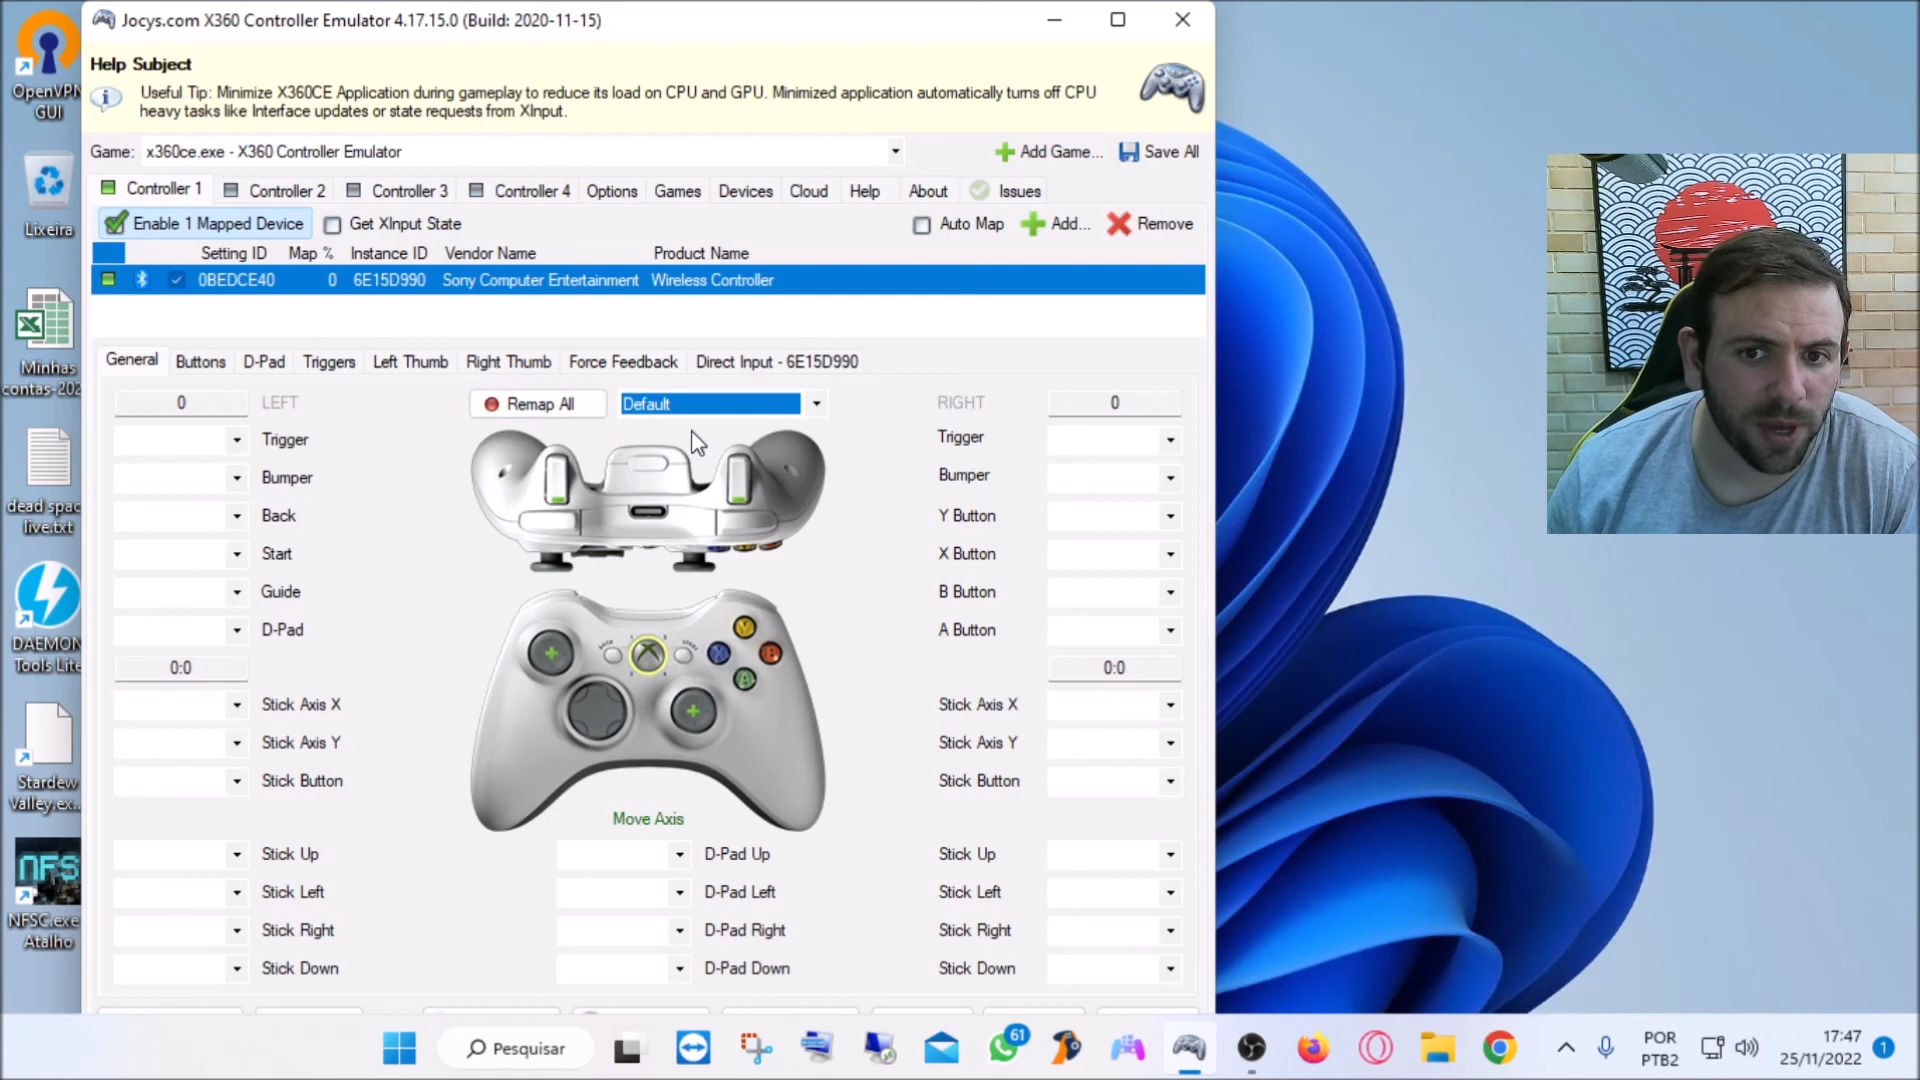 Jocys.com X360 Controller Emulator 4.17.15.0 (Build: 2020-11-15)
Help Subject
Useful Tip: Minimize X360CE Application during gameplay to reduce its load on CPU and GPU. Minimized application automatically turns off CPU
heavy tasks like Interface updates or state requests from XInput.
Game: x360ce.exe - X360 Controller Emulator
Add Game... Save All
Controller 1 Controller 2 Controller 3 Controller 4 Options Games Devices Cloud Help About Issues
Enable 1 Mapped Device Get XInput State Auto Map Add... Remove
Setting ID Map % Instance ID Vendor Name Product Name
0BEDCE40 0 6E15D990 Sony Computer Entertainment Wireless Controller
General Buttons D-Pad Triggers Left Thumb Right Thumb Force Feedback Direct Input - 6E15D990
0 LEFT Remap All Default RIGHT 0
Trigger Trigger
Bumper Bumper
Back Y Button
Start X Button
Guide B Button
D-Pad A Button
0:0 0:0
Stick Axis X Stick Axis X
Stick Axis Y Stick Axis Y
Stick Button Stick Button
Move Axis
Stick Up D-Pad Up Stick Up
Stick Left D-Pad Left Stick Left
Stick Right D-Pad Right Stick Right
Stick Down D-Pad Down Stick Down
BACK START
Y
X B
A
OpenVPN
GUI
Lixeira
Minhas
contas-202
dead spac
live.txt
DAEMON
Tools Lite
Stardew
Valley.ex...
NFS
NFSC.exe
Atalho
Pesquisar
61
POR
PTB2
17:47
25/11/2022
1